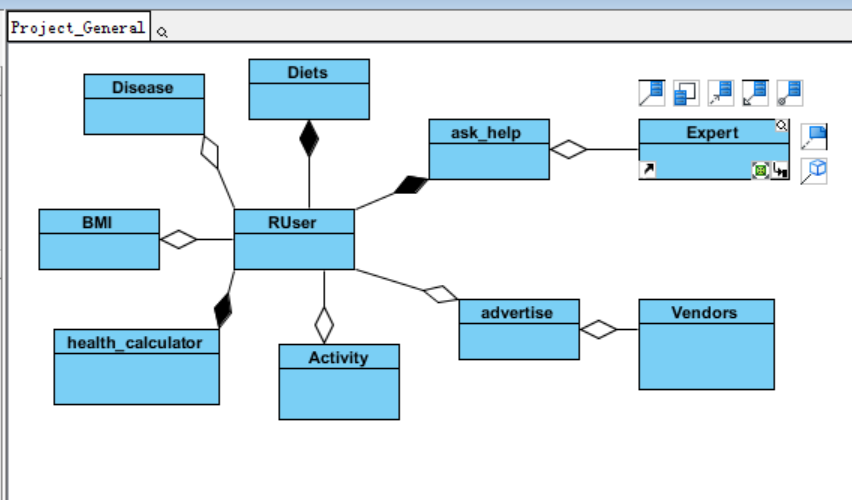 Project_General
Diets
Disease
ask_help
Expert
BMI
RUser
advertise
Vendors
health_calculator
Activity